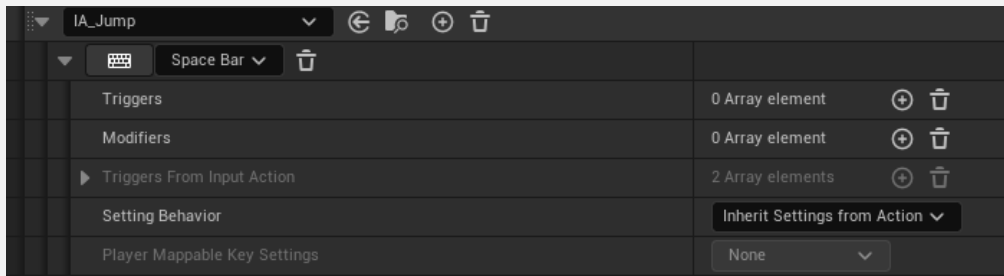 IA_Jump
Space Bar
Triggers 0 Array element
Modifiers 0 Array element
Triggers From Input Action 2 Array elements
Setting Behavior Inherit Settings from Action
Player Mappable Key Settings None